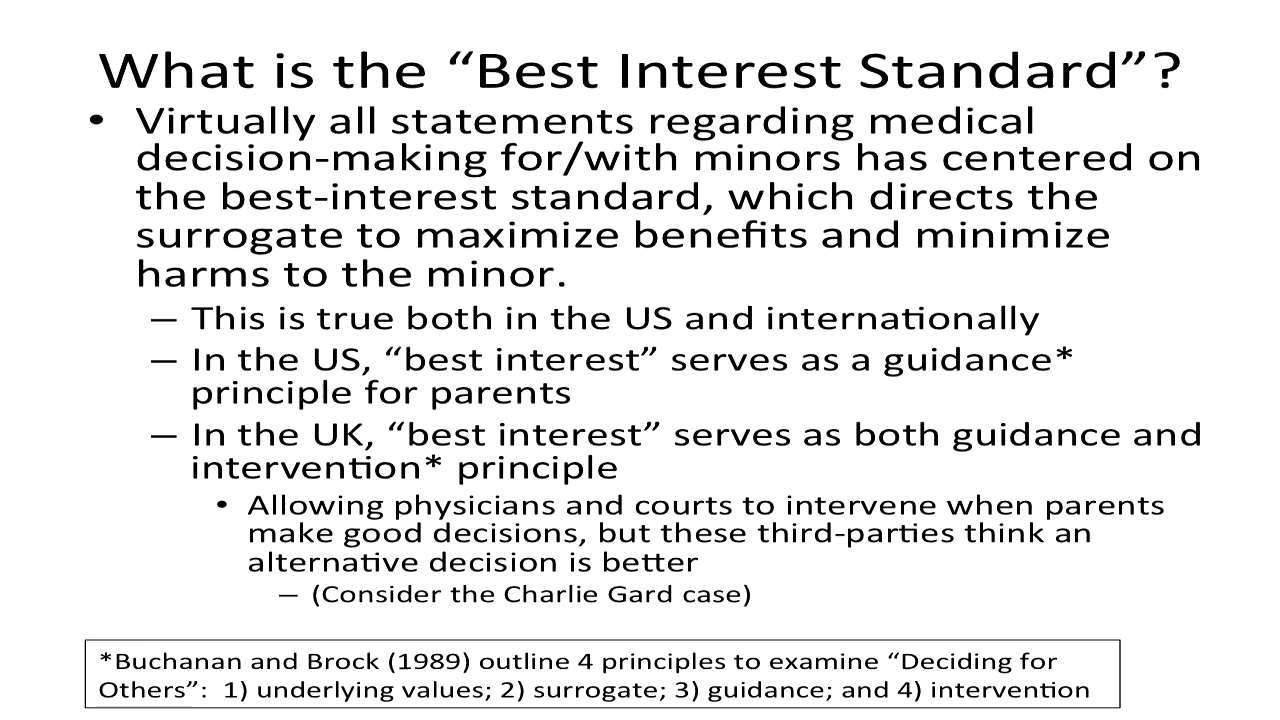 What is the “Best Interest Standard”?
• Virtually all statements regarding medical
decision-making for/with minors has centered on
the best-interest standard, which directs the
surrogate to maximize benefits and minimize
harms to the minor.
– This is true both in the US and internationally
– In the US, “best interest” serves as a guidance*
principle for parents
– In the UK, “best interest” serves as both guidance and
intervention* principle
• Allowing physicians and courts to intervene when parents
make good decisions, but these third-parties think an
alternative decision is better
– (Consider the Charlie Gard case)
*Buchanan and Brock (1989) outline 4 principles to examine “Deciding for
Others”: 1) underlying values; 2) surrogate; 3) guidance; and 4) intervention